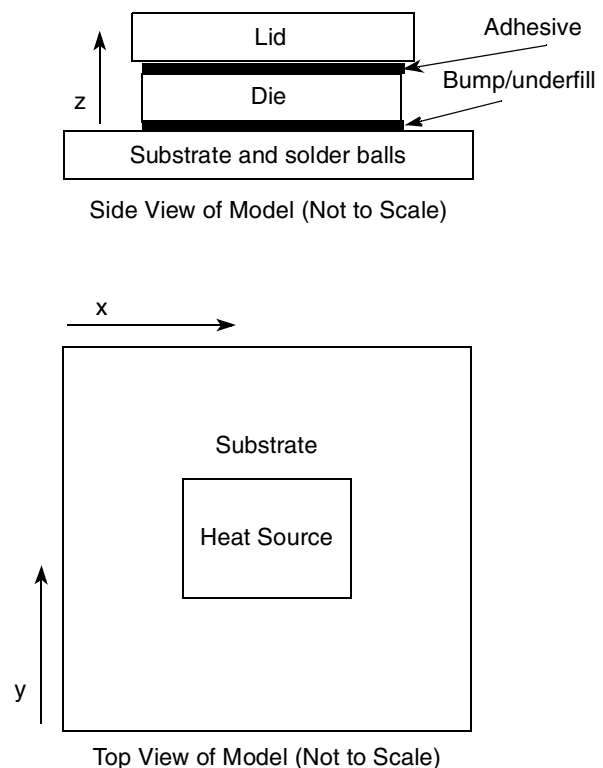 Lid
Adhesive
z
Die
Bump/underfill
Substrate and solder balls
Side View of Model (Not to Scale)
x
Substrate
Heat Source
y
Top View of Model (Not to Scale)